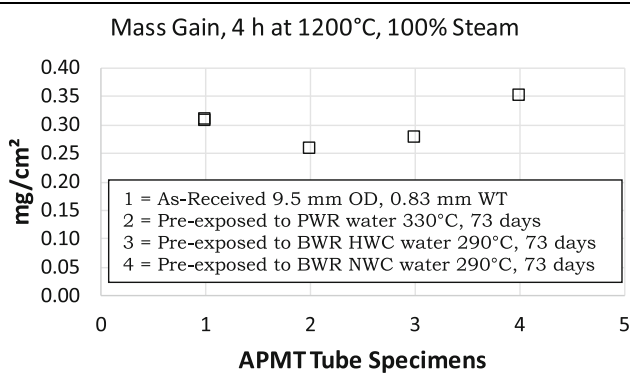 Mass Gain, 4 h at 1200°C, 100% Steam
mg/cm²
0.40
0.35
0.30
0.25
0.20
0.15
0.10
0.05
0.00
1 = As-Received 9.5 mm OD, 0.83 mm WT
2 = Pre-exposed to PWR water 330°C, 73 days
3 = Pre-exposed to BWR HWC water 290°C, 73 days
4 = Pre-exposed to BWR NWC water 290°C, 73 days
0 1 2 3 4 5
APMT Tube Specimens